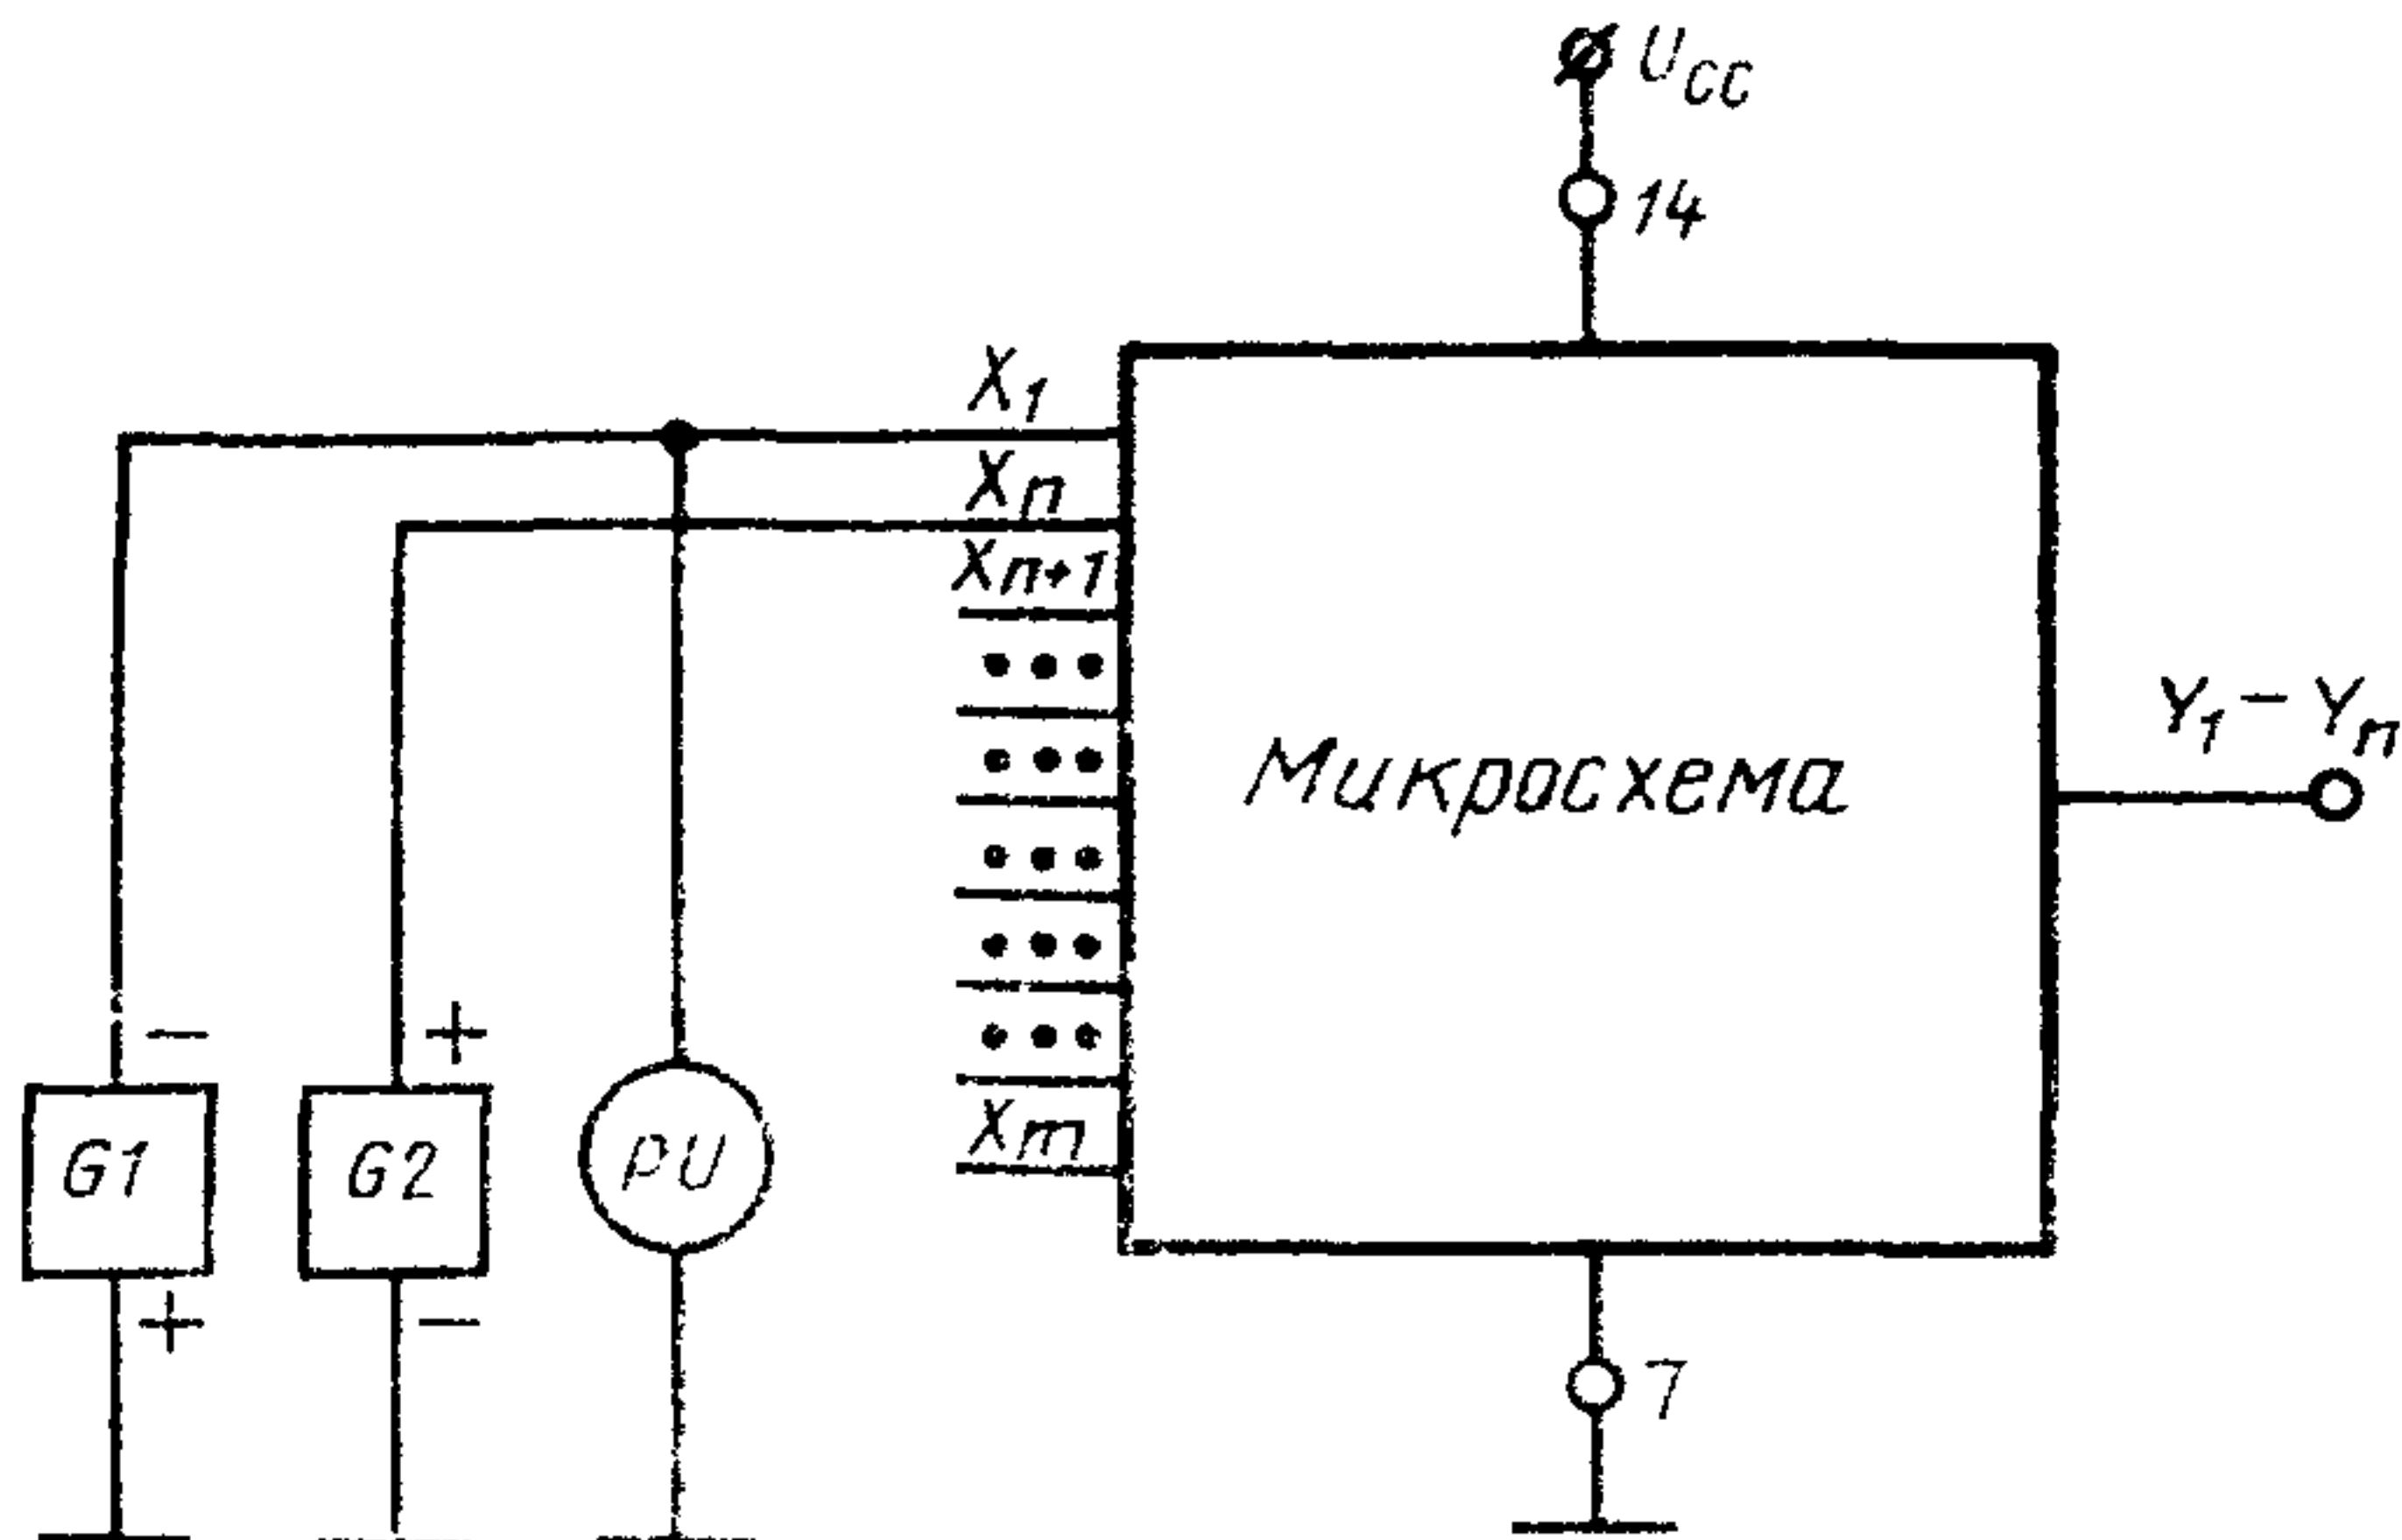 U_CC
14
X_1
X_n
X_n+1
Y_1 – Y_n
Микросхема
– +
G1 G2 PU
X_m
+ –
7